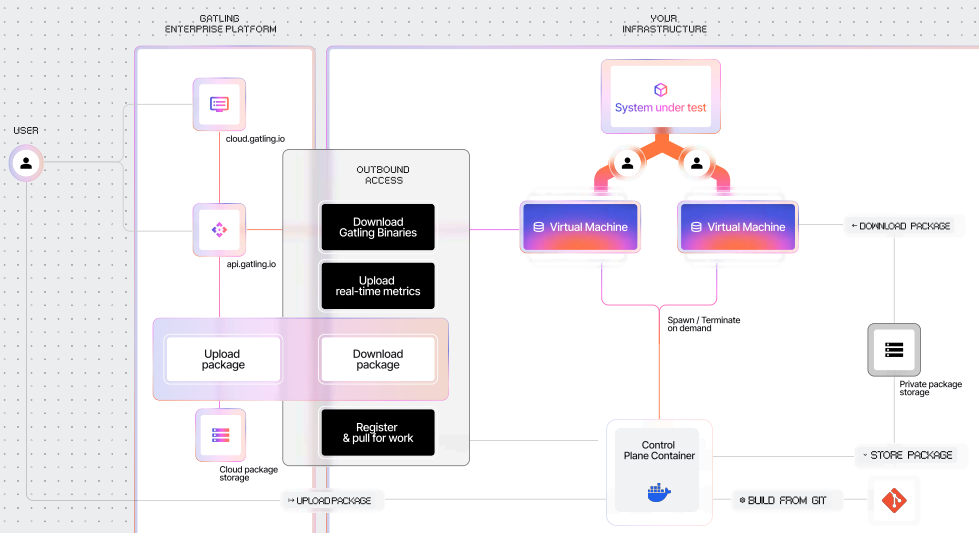 GATLING
ENTERPRISE PLATFORM
YOUR
INFRASTRUCTURE
USER
cloud.gatling.io
System under test
OUTBOUND
ACCESS
Download
Gatling Binaries
Virtual Machine
Virtual Machine
← DOWNLOAD PACKAGE
api.gatling.io
Upload
real-time metrics
Spawn / Terminate
on demand
Upload
package
Download
package
Private package
storage
Register
& pull for work
Control
Plane Container
STORE PACKAGE
Cloud package
storage
↦ UPLOAD PACKAGE
BUILD FROM GIT